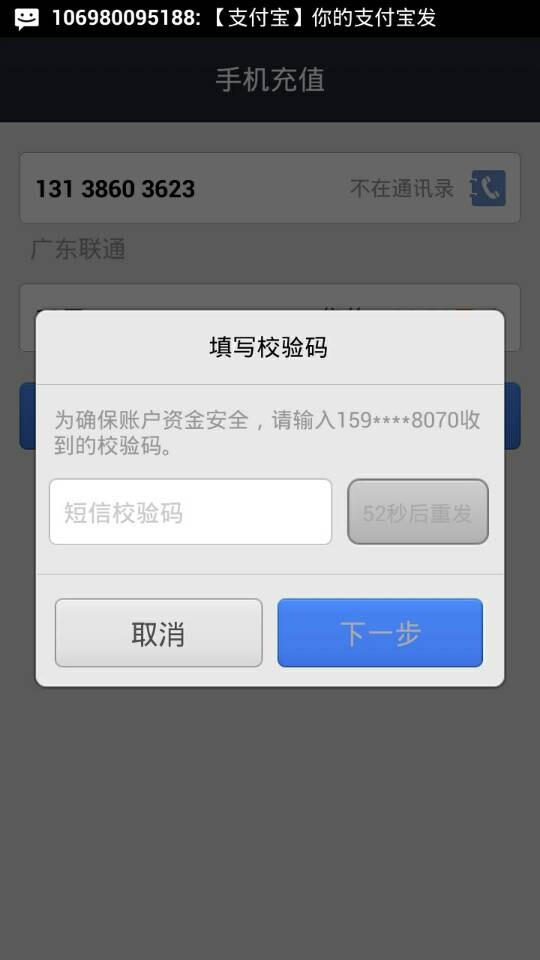 106980095188:【支付宝】你的支付宝发
手机充值
131 3860 3623
不在通讯录
广东联通
填写校验码
为确保账户资金安全，请输入159****8070收
到的校验码。
短信校验码
52秒后重发
取消
下一步